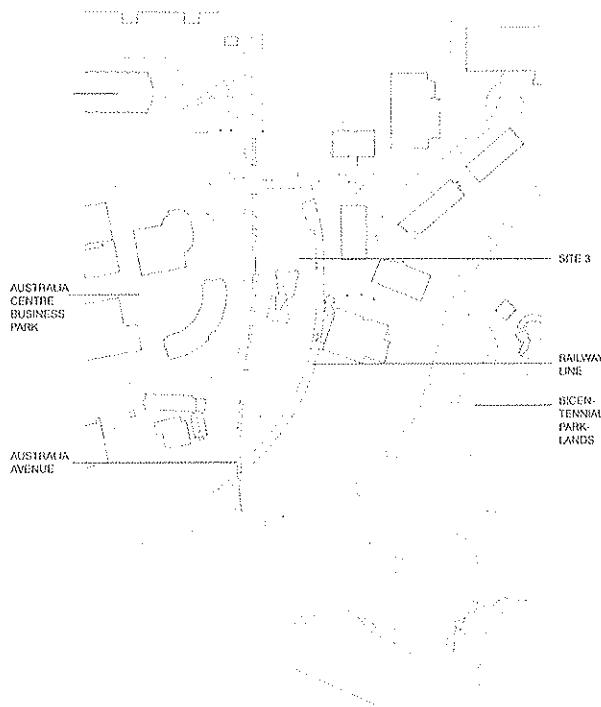 SITE 3
AUSTRALIA
CENTRE
BUSINESS
PARK
RAILWAY
LINE
BICEN-
TENNIAL
PARK-
LANDS
AUSTRALIA
AVENUE